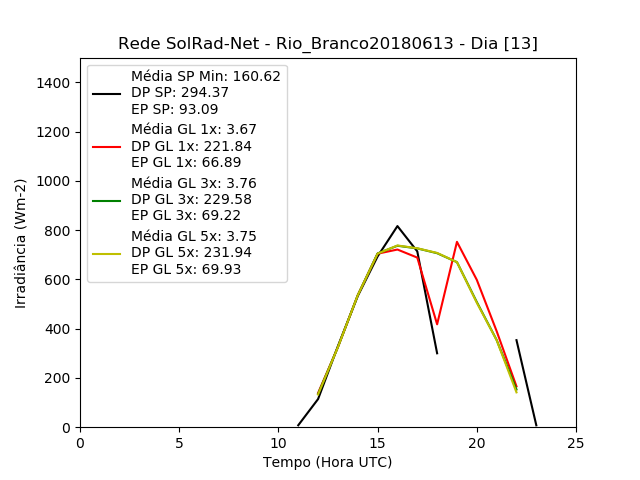 Rede SolRad-Net - Rio_Branco20180613 - Dia [13]
Média SP Min: 160.62
DP SP: 294.37
EP SP: 93.09
Média GL 1x: 3.67
DP GL 1x: 221.84
EP GL 1x: 66.89
Média GL 3x: 3.76
DP GL 3x: 229.58
EP GL 3x: 69.22
Média GL 5x: 3.75
DP GL 5x: 231.94
EP GL 5x: 69.93
Irradiância (Wm-2)
1400
1200
1000
800
600
400
200
0
0 5 10 15 20 25
Tempo (Hora UTC)